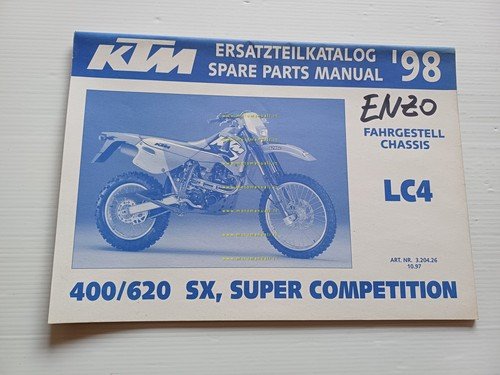 KTM
ERSATZTEILKATALOG
SPARE PARTS MANUAL
'98
ENZO
FAHRGESTELL
CHASSIS
LC4
ART. NR. 3.204.26
10.97
400/620 SX, SUPER COMPETITION